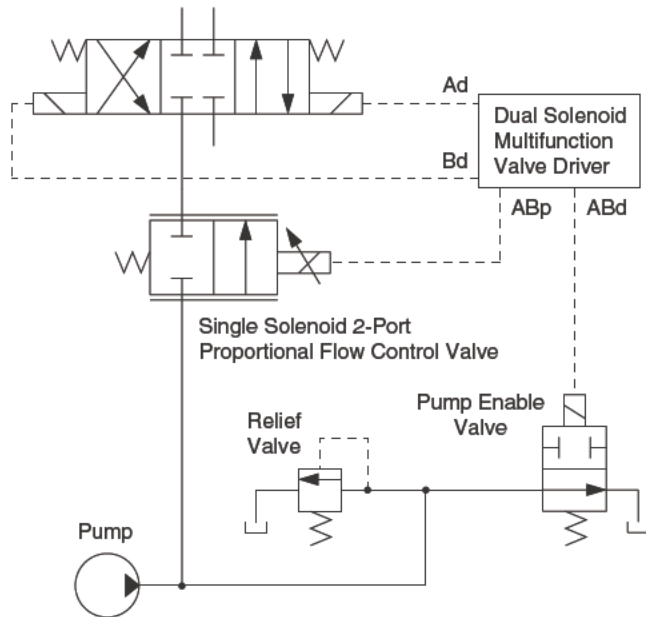 Ad
Dual Solenoid
Multifunction
Valve Driver
Bd
ABp
ABd
Single Solenoid 2-Port
Proportional Flow Control Valve
Pump Enable
Valve
Relief
Valve
Pump